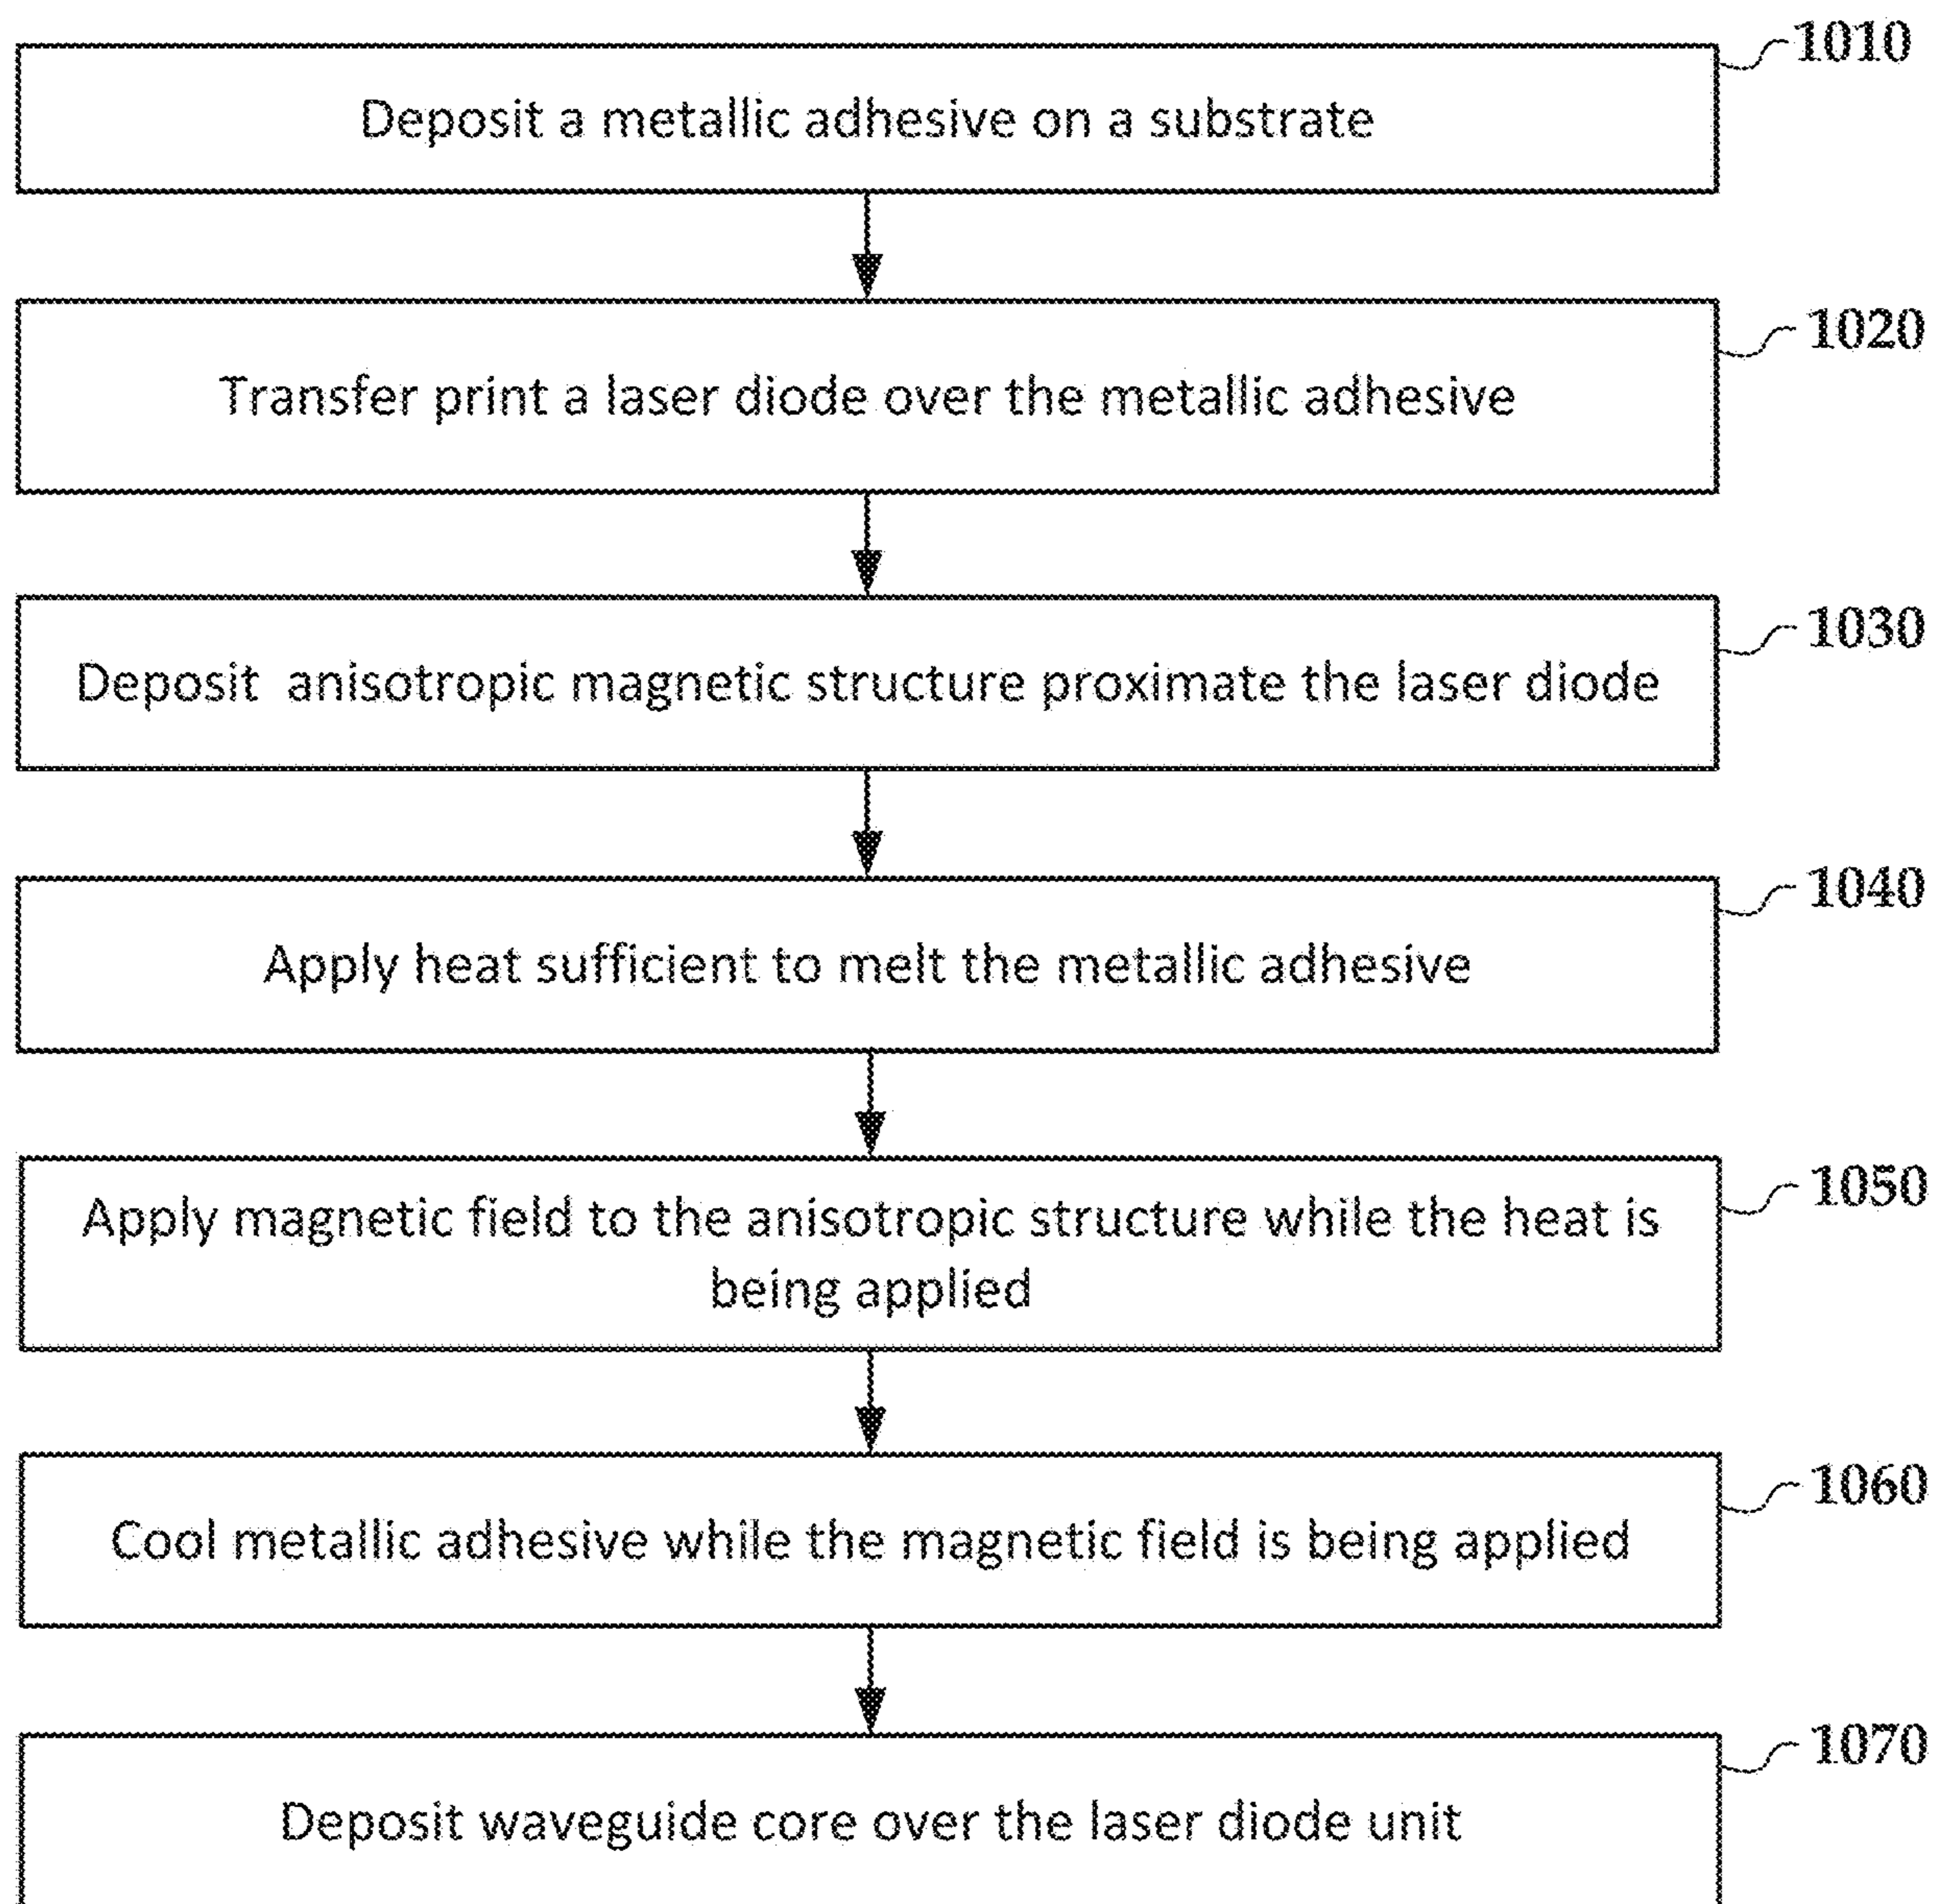 1010
Deposit a metallic adhesive on a substrate
1020
Transfer print a laser diode over the metallic adhesive
1030
Deposit anisotropic magnetic structure proximate the laser diode
1040
Apply heat sufficient to melt the metallic adhesive
1050
Apply magnetic field to the anisotropic structure while the heat is
being applied
1060
Cool metallic adhesive while the magnetic field is being applied
1070
Deposit waveguide core over the laser diode unit